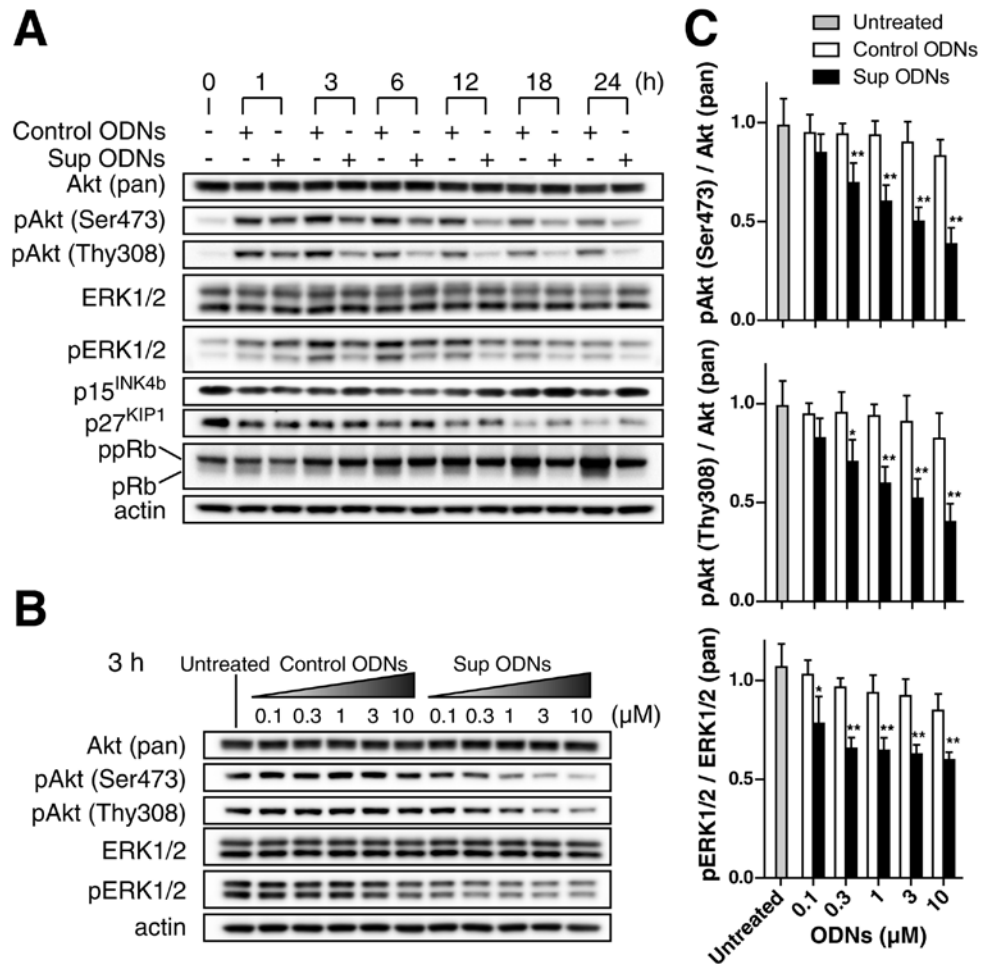 A
0 1 3 6 12 18 24 (h)
Control ODNs - + - + - + - + - + - + -
Sup ODNs - - + - + - + - + - + - +
Akt (pan)
pAkt (Ser473)
pAkt (Thy308)
ERK1/2
pERK1/2
p15INK4b
p27KIP1
ppRb
pRb
actin
B
3 h Untreated Control ODNs Sup ODNs
0.1 0.3 1 3 10 0.1 0.3 1 3 10 (μM)
Akt (pan)
pAkt (Ser473)
pAkt (Thy308)
ERK1/2
pERK1/2
actin
C
Untreated
Control ODNs
Sup ODNs
pAkt (Ser473) / Akt (pan)
1.0
0.5
0.0
** ** ** **
pAkt (Thy308) / Akt (pan)
1.0
0.5
0.0
* ** ** **
pERK1/2 / ERK1/2 (pan)
1.0
0.5
0.0
* ** ** ** **
Untreated 0.1 0.3 1 3 10
ODNs (μM)